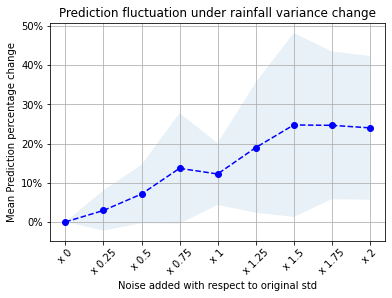 Prediction fluctuation under rainfall variance change
Mean Prediction percentage change
50%
40%
30%
20%
10%
0%
x 0
x 0.25
x 0.5
x 0.75
x 1
x 1.25
x 1.5
x 1.75
x 2
Noise added with respect to original std